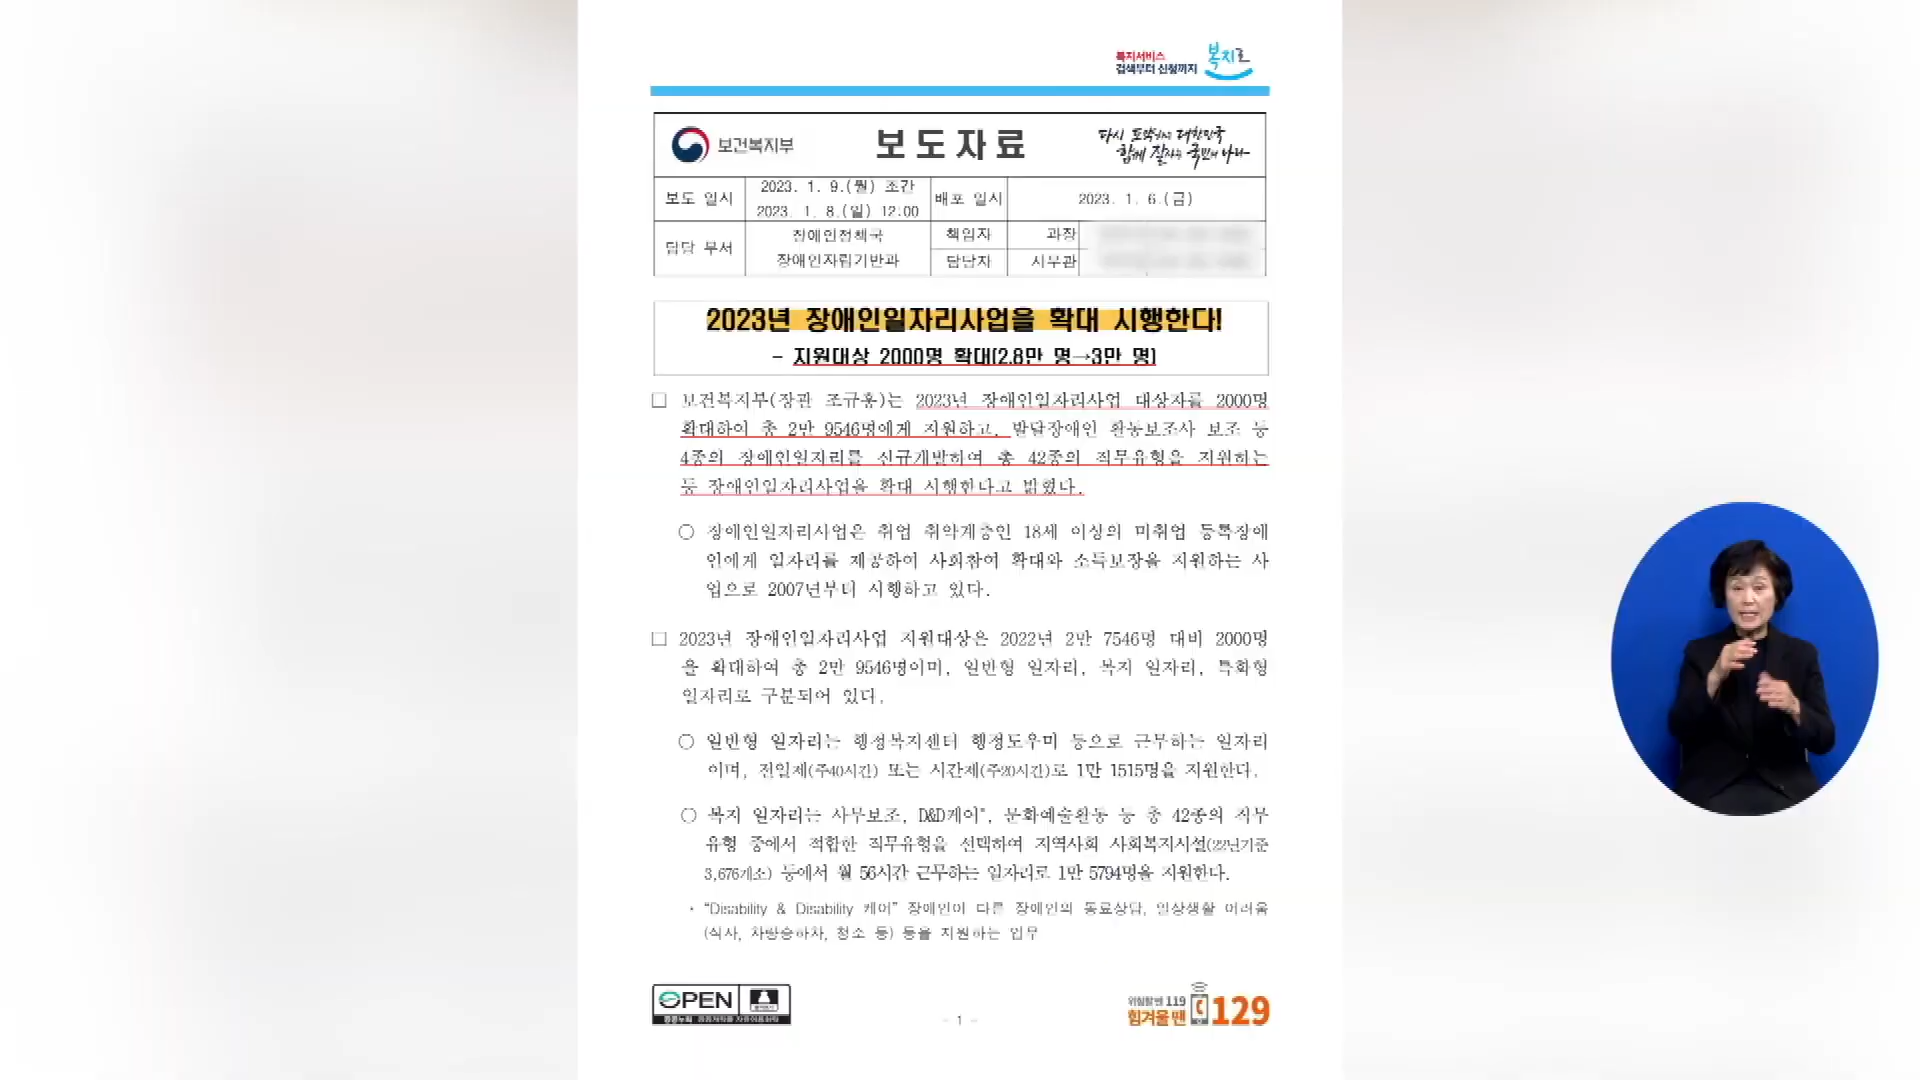 복지서비스
검색부터 신청까지
복지로
보건복지부
보도자료
다시 도약하는 대한민국
함께 잘사는 국민의 나라
보도 일시
2023. 1. 9.(월) 조간
2023. 1. 8.(일) 12:00
배포 일시
2023. 1. 6.(금)
담당 부서
장애인정책국
장애인자립기반과
책임자
과장
담당자
사무관
2023년 장애인일자리사업을 확대 시행한다!
- 지원대상 2000명 확대(2.8만 명→3만 명)
□ 보건복지부(장관 조규홍)는 2023년 장애인일자리사업 대상자를 2000명
확대하여 총 2만 9546명에게 지원하고, 발달장애인 활동보조사 보조 등
4종의 장애인일자리를 신규개발하여 총 42종의 직무유형을 지원하는
등 장애인일자리사업을 확대 시행한다고 밝혔다.
○ 장애인일자리사업은 취업 취약계층인 18세 이상의 미취업 등록장애
인에게 일자리를 제공하여 사회참여 확대와 소득보장을 지원하는 사
업으로 2007년부터 시행하고 있다.
□ 2023년 장애인일자리사업 지원대상은 2022년 2만 7546명 대비 2000명
을 확대하여 총 2만 9546명이며, 일반형 일자리, 복지 일자리, 특화형
일자리로 구분되어 있다.
○ 일반형 일자리는 행정복지센터 행정도우미 등으로 근무하는 일자리
이며, 전일제(주40시간) 또는 시간제(주20시간)로 1만 1515명을 지원한다.
○ 복지 일자리는 사무보조, D&D케어*, 문화예술활동 등 총 42종의 직무
유형 중에서 적합한 직무유형을 선택하여 지역사회 사회복지시설(22년기준
3,676개소) 등에서 월 56시간 근무하는 일자리로 1만 5794명을 지원한다.
* "Disability & Disability 케어" 장애인이 다른 장애인의 동료상담, 일상생활 어려움
(식사, 차량승하차, 청소 등) 등을 지원하는 업무
OPEN
공공누리 공공저작물 자유이용허락
- 1 -
위험할 땐 119
힘겨울 땐 129